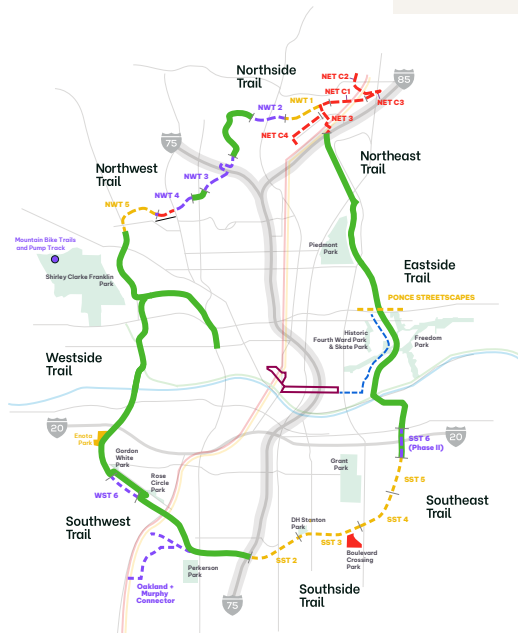 Northside
Trail
NET C2
85
NET C1
NET C3
NWT 2
NWT 1
NET 3
NET C4
75
Northeast
Trail
Northwest
Trail
NWT 3
NWT 4
NWT 5
Mountain Bike Trails
and Pump Track
Piedmont
Park
Shirley Clarke Franklin
Park
Eastside
Trail
PONCE STREETSCAPES
Historic
Fourth Ward Park
& Skate Park
Freedom
Park
Westside
Trail
20
Enota
Park
SST 6
(Phase II)
20
Gordon
White
Park
Grant
Park
Rose
Circle
Park
SST 5
WST 6
Southeast
Trail
Southwest
Trail
DH Stanton
Park
SST 4
SST 3
SST 2
Boulevard
Crossing
Park
Perkerson
Park
Oakland +
Murphy
Connector
Southside
Trail
75